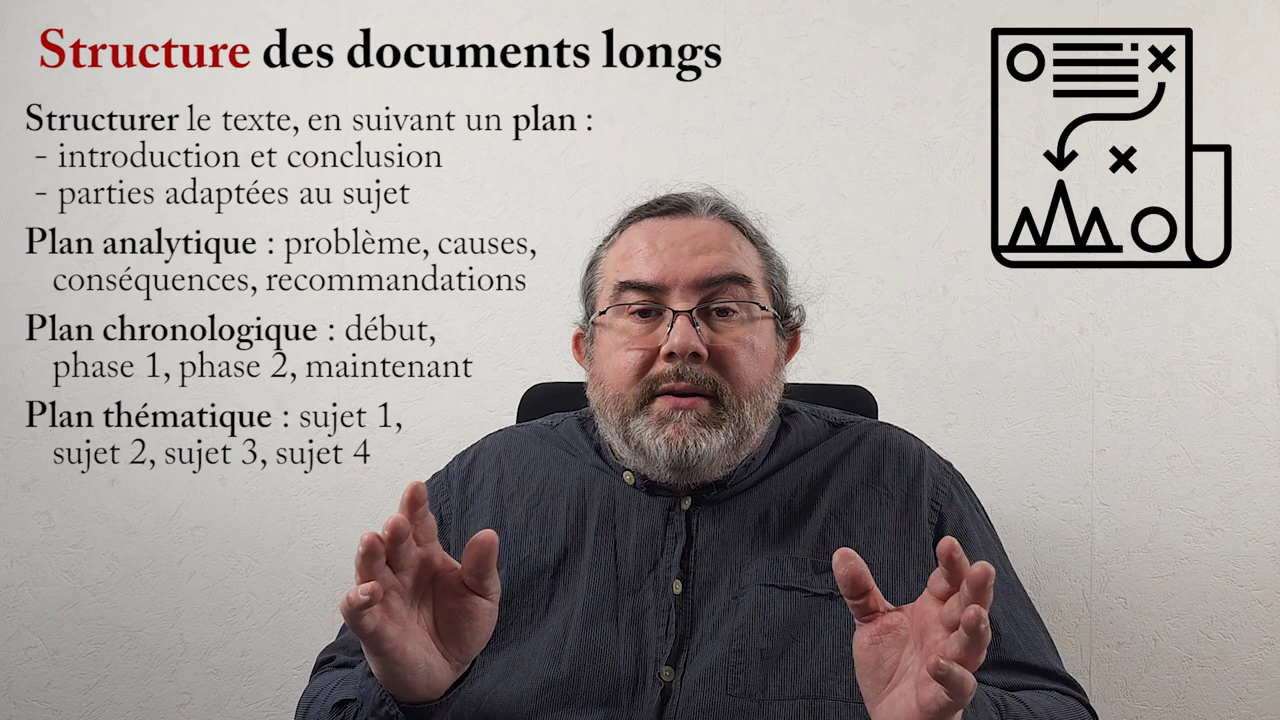 Structure des documents longs
Structurer le texte, en suivant un plan :
- introduction et conclusion
- parties adaptées au sujet
Plan analytique : problème, causes,
conséquences, recommandations
Plan chronologique : début,
phase 1, phase 2, maintenant
Plan thématique : sujet 1,
sujet 2, sujet 3, sujet 4